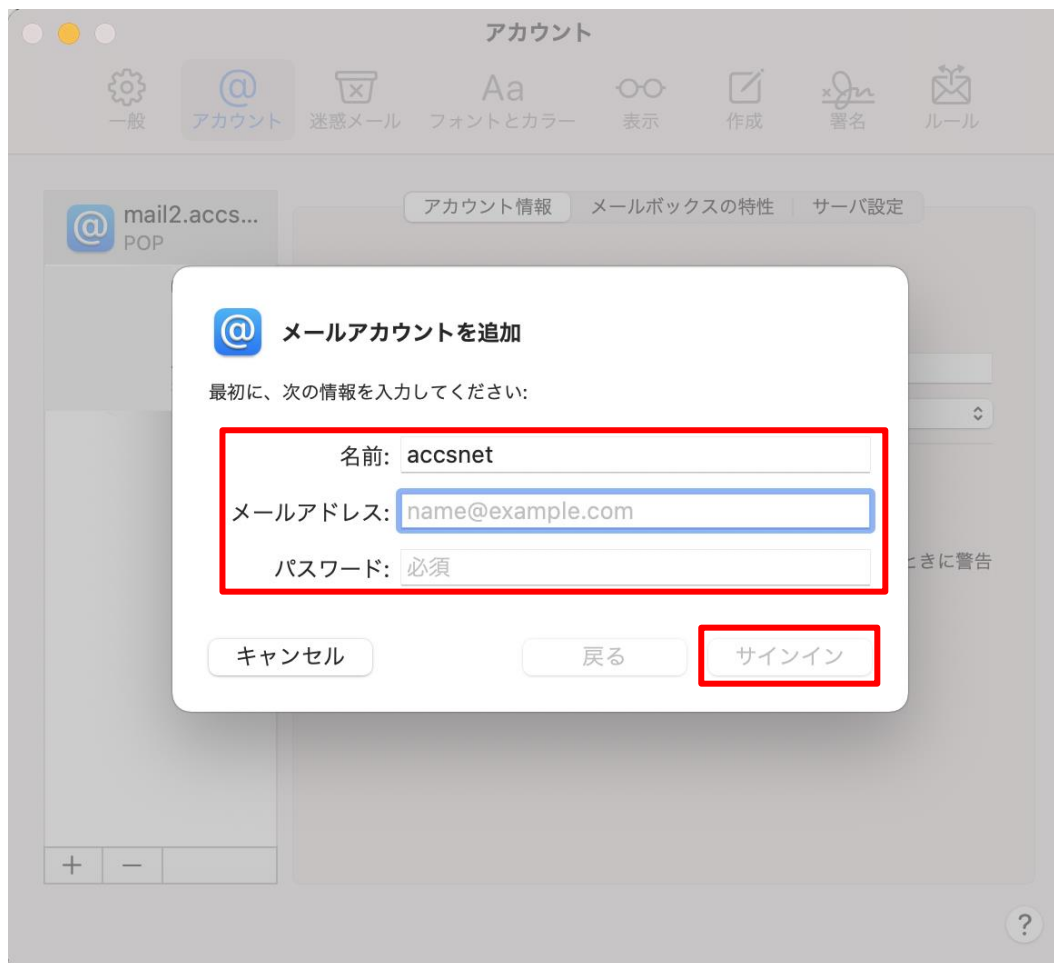 アカウント
一般 アカウント 迷惑メール フォントとカラー 表示 作成 署名 ルール
mail2.accs...
POP
アカウント情報 メールボックスの特性 サーバ設定
メールアカウントを追加
最初に、次の情報を入力してください:
名前: accsnet
メールアドレス: name@example.com
パスワード: 必須
ときに警告
キャンセル 戻る サインイン